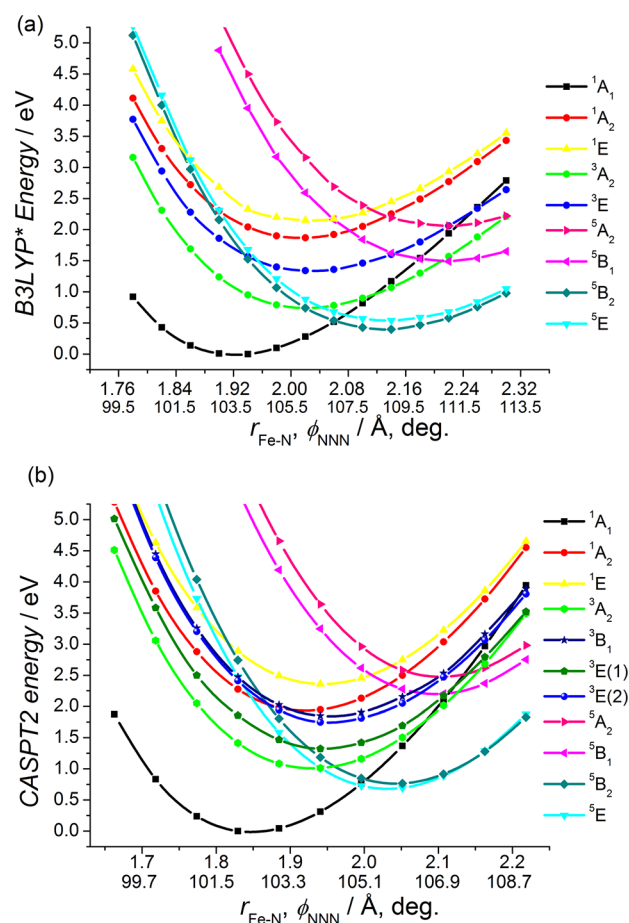 (a)
B3LYP* Energy / eV
5.0
4.5
4.0
3.5
3.0
2.5
2.0
1.5
1.0
0.5
0.0
1.76 1.84 1.92 2.00 2.08 2.16 2.24 2.32
99.5 101.5 103.5 105.5 107.5 109.5 111.5 113.5
r_Fe-N, ϕ_NNN / Å, deg.
¹A₁
¹A₂
¹E
³A₂
³E
⁵A₂
⁵B₁
⁵B₂
⁵E
(b)
CASPT2 energy / eV
5.0
4.5
4.0
3.5
3.0
2.5
2.0
1.5
1.0
0.5
0.0
1.7 1.8 1.9 2.0 2.1 2.2
99.7 101.5 103.3 105.1 106.9 108.7
r_Fe-N, ϕ_NNN / Å, deg.
¹A₁
¹A₂
¹E
³A₂
³B₁
³E(1)
³E(2)
⁵A₂
⁵B₁
⁵B₂
⁵E